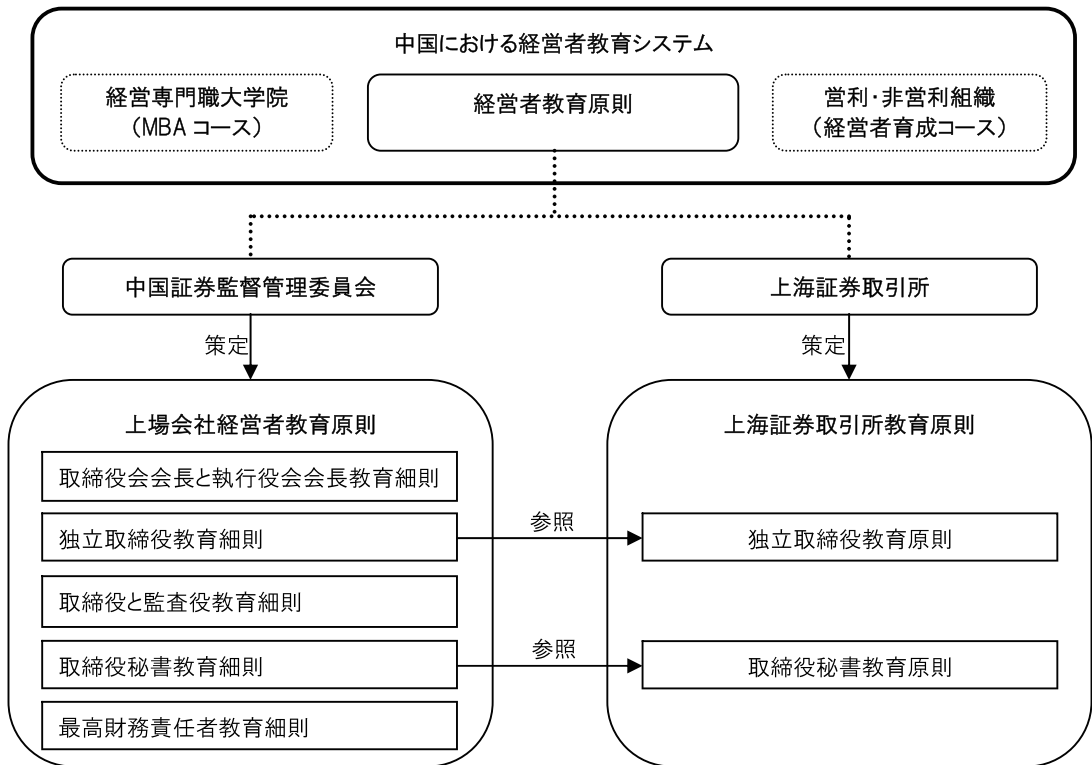 中国における経営者教育システム
経営専門職大学院
（MBA コース）
経営者教育原則
営利・非営利組織
（経営者育成コース）
中国証券監督管理委員会
上海証券取引所
策定
策定
上場会社経営者教育原則
取締役会会長と執行役会会長教育細則
独立取締役教育細則
取締役と監査役教育細則
取締役秘書教育細則
最高財務責任者教育細則
参照
参照
上海証券取引所教育原則
独立取締役教育原則
取締役秘書教育原則